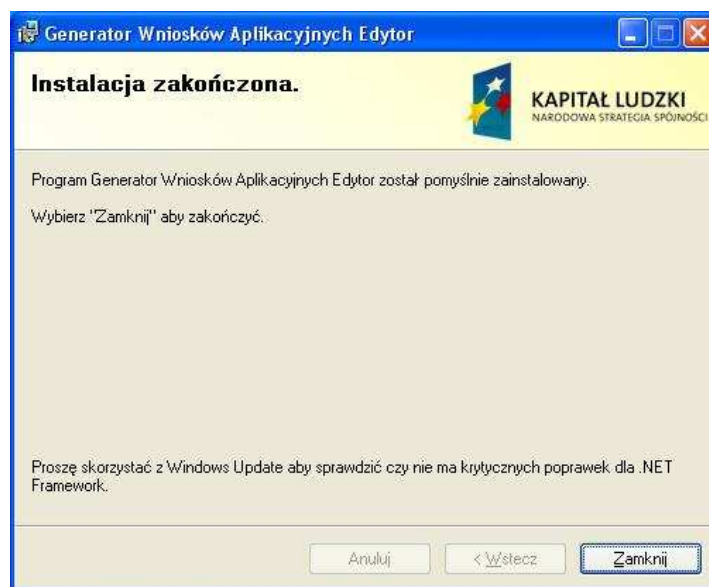 Generator Wniosków Aplikacyjnych Edytor
Instalacja zakończona.
KAPITAŁ LUDZKI
NARODOWA STRATEGIA SPÓJNOŚCI
Program Generator Wniosków Aplikacyjnych Edytor został pomyślnie zainstalowany.
Wybierz "Zamknij" aby zakończyć.
Proszę skorzystać z Windows Update aby sprawdzić czy nie ma krytycznych poprawek dla .NET
Framework.
Anuluj < Wstecz Zamknij